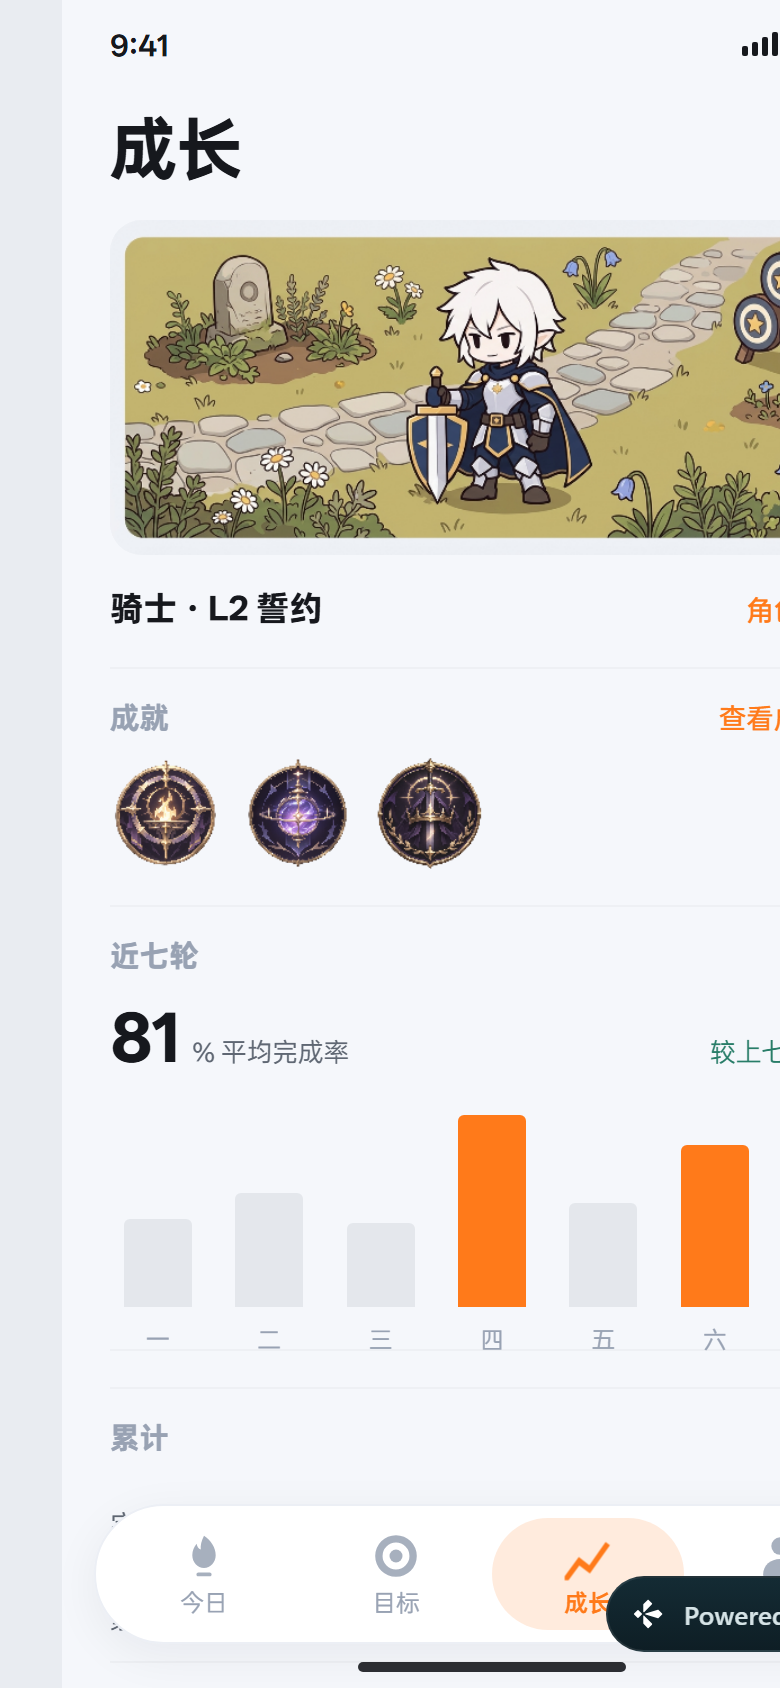 9:41
成长
骑士 · L2 誓约
角
成就
查看
近七轮
81 % 平均完成率
较上七
一 二 三 四 五 六
累计
今日 目标 成长
Powered